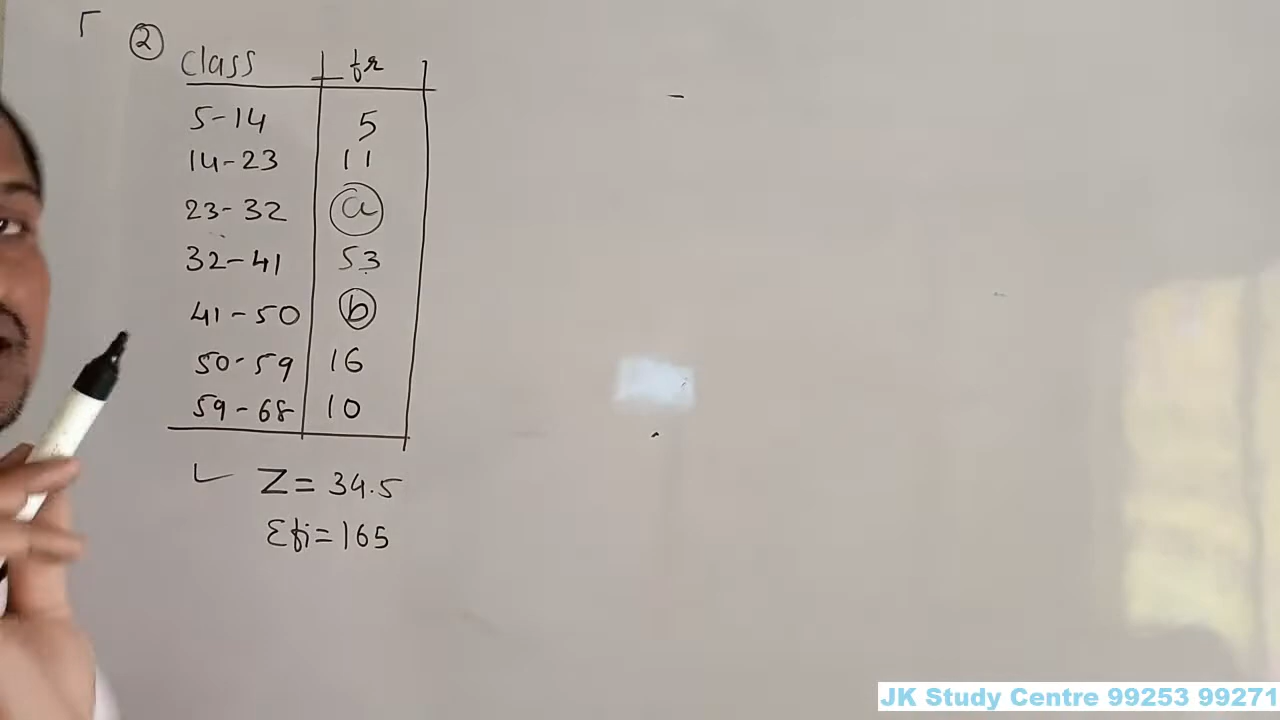 ② Class fr
5-14 5
14-23 11
23-32 a
32-41 53
41-50 b
50-59 16
59-68 10
Z = 34.5
Σfi = 165
JK Study Centre 99253 99271